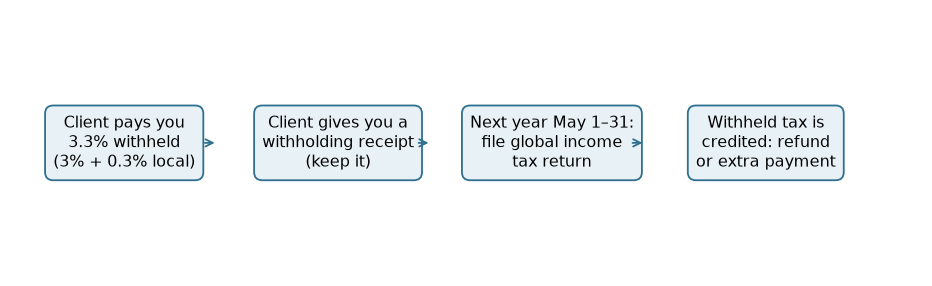 Client pays you
3.3% withheld
(3% + 0.3% local)
Client gives you a
withholding receipt
(keep it)
Next year May 1–31:
file global income
tax return
Withheld tax is
credited: refund
or extra payment